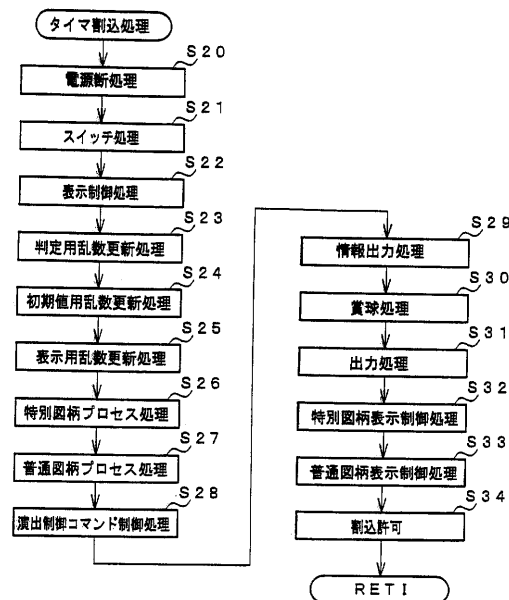 タイマ割込処理
S20
電源断処理
S21
スイッチ処理
S22
表示制御処理
S23
判定用乱数更新処理
S24
初期値用乱数更新処理
S25
表示用乱数更新処理
S26
特別図柄プロセス処理
S27
普通図柄プロセス処理
S28
演出制御コマンド制御処理
S29
情報出力処理
S30
賞球処理
S31
出力処理
S32
特別図柄表示制御処理
S33
普通図柄表示制御処理
S34
割込許可
RETI